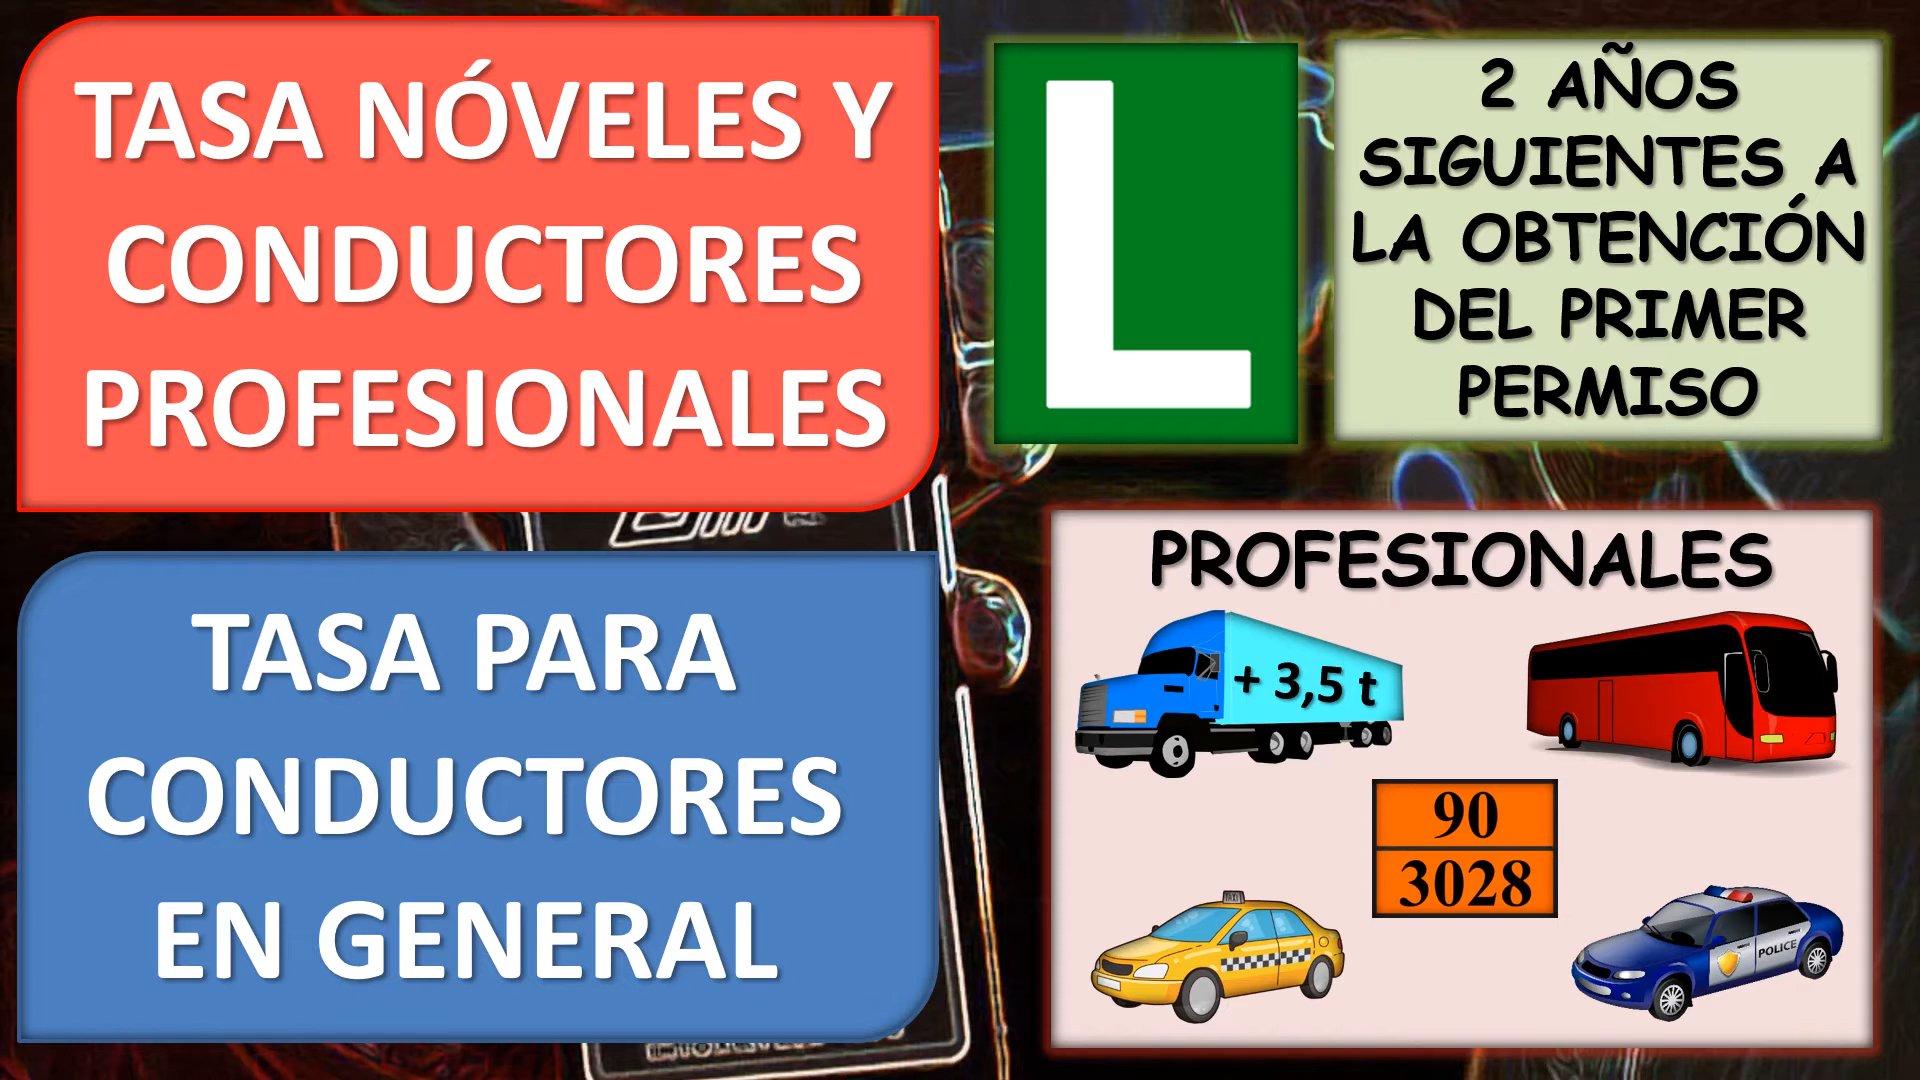 TASA NÓVELES Y
CONDUCTORES
PROFESIONALES
L
2 AÑOS
SIGUIENTES A
LA OBTENCIÓN
DEL PRIMER
PERMISO
TASA PARA
CONDUCTORES
EN GENERAL
PROFESIONALES
+ 3,5 t
90
3028
TAXI
POLICE